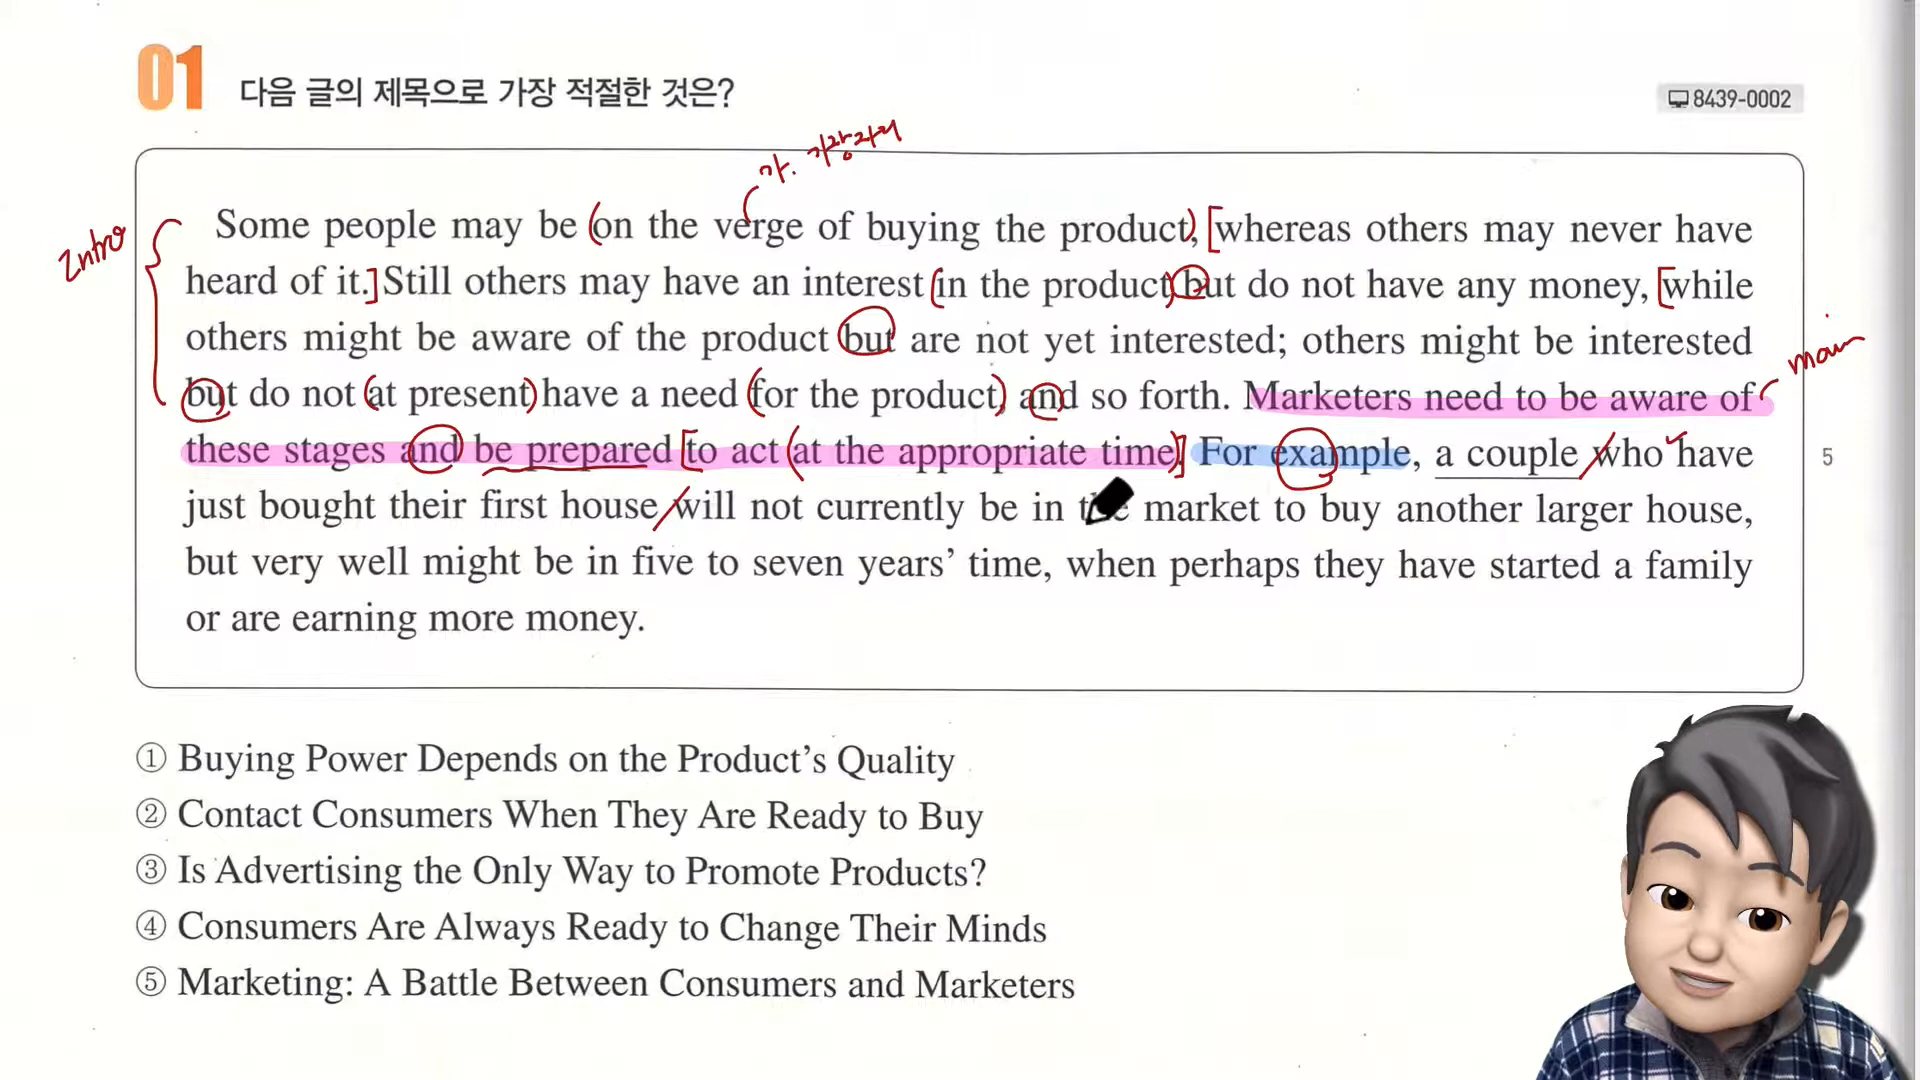 01 다음 글의 제목으로 가장 적절한 것은?
8439-0002
가. 가장자리
Intro
Some people may be (on the verge of buying the product), [whereas others may never have
heard of it.] Still others may have an interest (in the product) but do not have any money, [while
others might be aware of the product but are not yet interested; others might be interested
but do not (at present) have a need (for the product) and so forth. Marketers need to be aware of
main
these stages and be prepared [to act (at the appropriate time).] For example, a couple who have
5
just bought their first house will not currently be in the market to buy another larger house,
but very well might be in five to seven years’ time, when perhaps they have started a family
or are earning more money.
① Buying Power Depends on the Product’s Quality
② Contact Consumers When They Are Ready to Buy
③ Is Advertising the Only Way to Promote Products?
④ Consumers Are Always Ready to Change Their Minds
⑤ Marketing: A Battle Between Consumers and Marketers